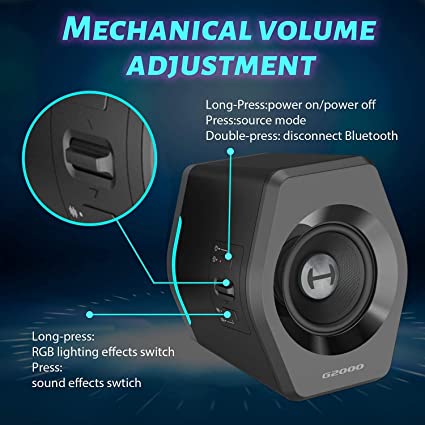 MECHANICAL VOLUME
ADJUSTMENT
Long-Press:power on/power off
Press:source mode
Double-press: disconnect Bluetooth
Long-press:
RGB lighting effects switch
Press:
sound effects swtich
G2000